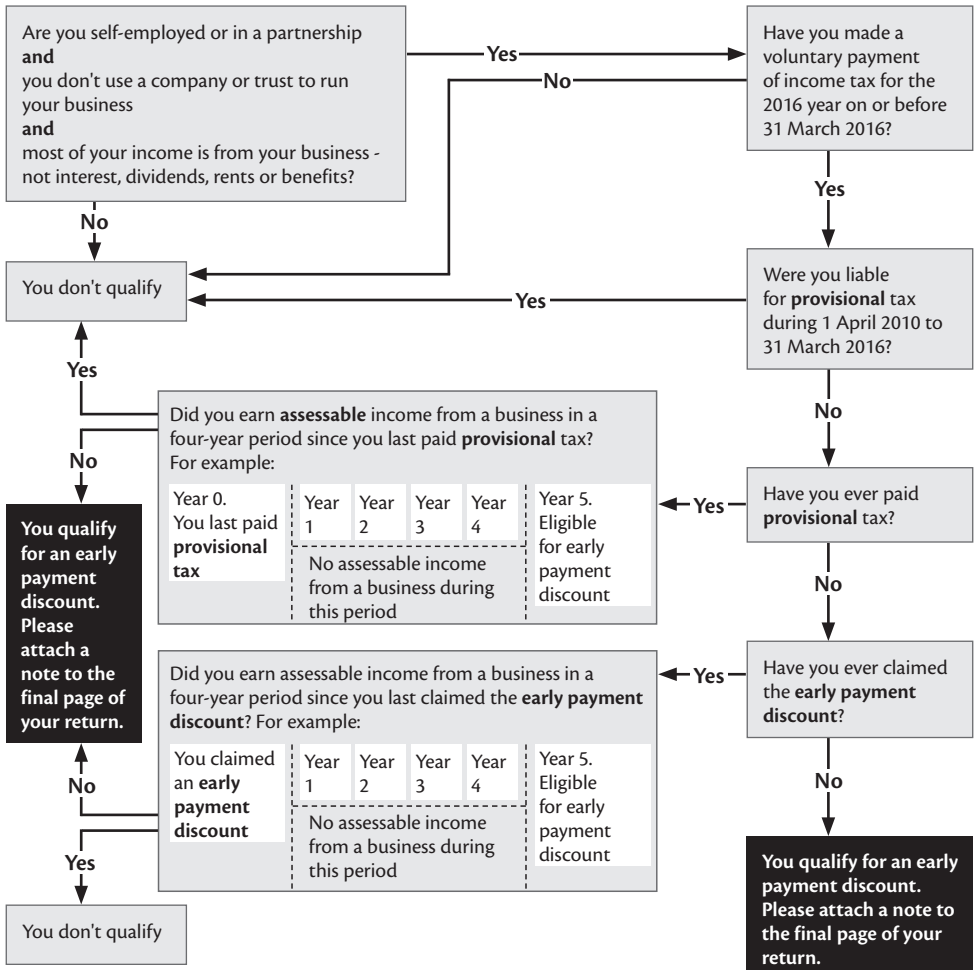 Are you self-employed or in a partnership
and
you don't use a company or trust to run
your business
and
most of your income is from your business -
not interest, dividends, rents or benefits?
Yes
No
Have you made a
voluntary payment
of income tax for the
2016 year on or before
31 March 2016?
No
Yes
You don't qualify
Yes
Were you liable
for provisional tax
during 1 April 2010 to
31 March 2016?
Yes
No
No
Did you earn assessable income from a business in a
four-year period since you last paid provisional tax?
For example:
Year 0.
You last paid
provisional
tax
Year
1
Year
2
Year
3
Year
4
No assessable income
from a business during
this period
Year 5.
Eligible
for early
payment
discount
Yes
Have you ever paid
provisional tax?
No
You qualify
for an early
payment
discount.
Please
attach a
note to the
final page of
your return.
Did you earn assessable income from a business in a
four-year period since you last claimed the early payment
discount? For example:
You claimed
an early
payment
discount
Year
1
Year
2
Year
3
Year
4
No assessable income
from a business during
this period
Year 5.
Eligible
for early
payment
discount
Yes
Have you ever claimed
the early payment
discount?
No
No
Yes
You don't qualify
You qualify for an early
payment discount.
Please attach a note to
the final page of your
return.